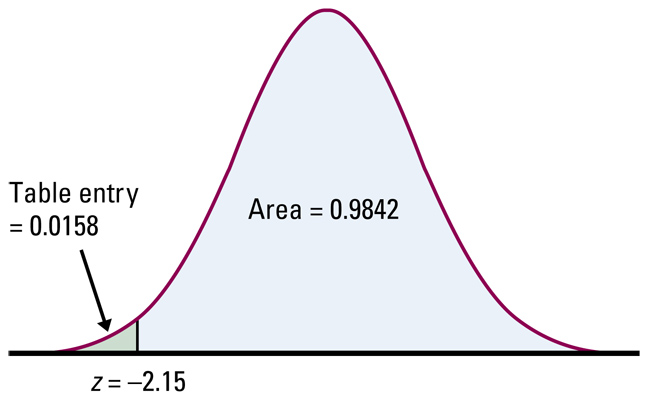 Table entry
= 0.0158
Area = 0.9842
z = –2.15